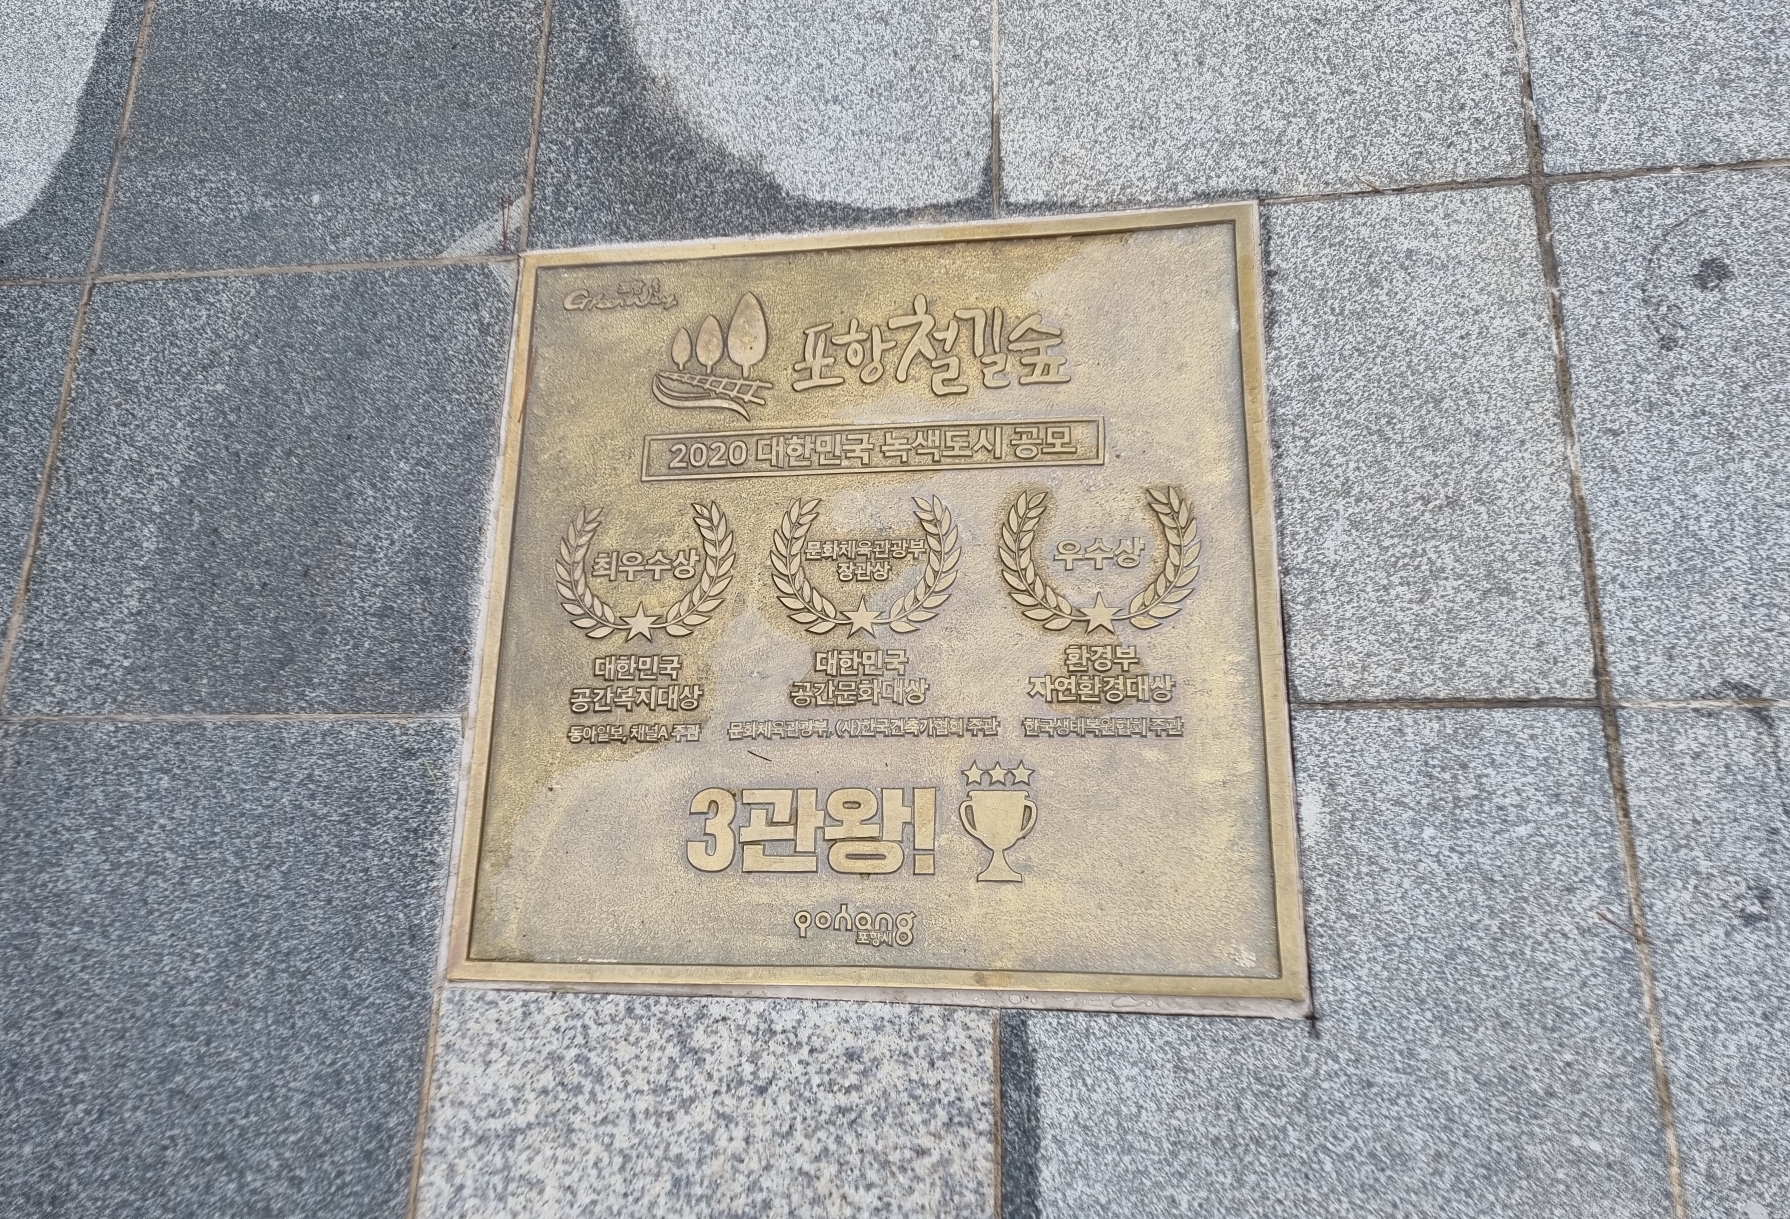 GreenWay
포항철길숲
2020 대한민국 녹색도시 공모
최우수상
문화체육관광부
장관상
우수상
대한민국
공간복지대상
대한민국
공간문화대상
환경부
자연환경대상
동아일보, 채널A 주관
문화체육관광부, (사)한국건축가협회 주관
한국생태복원협회 주관
3관왕!
pohang
포항시